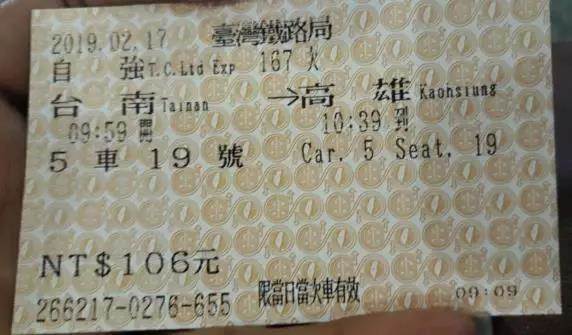 2019.02.17 臺灣鐵路局
自強 T.C.Ltd Exp 167 次
台南 Tainan →高雄 Kaohsiung
09:59 開 10:39 到
5 車 19 號 Car. 5 Seat. 19
NT$106元
266217-0276-655 限當日當次車有效 09:09